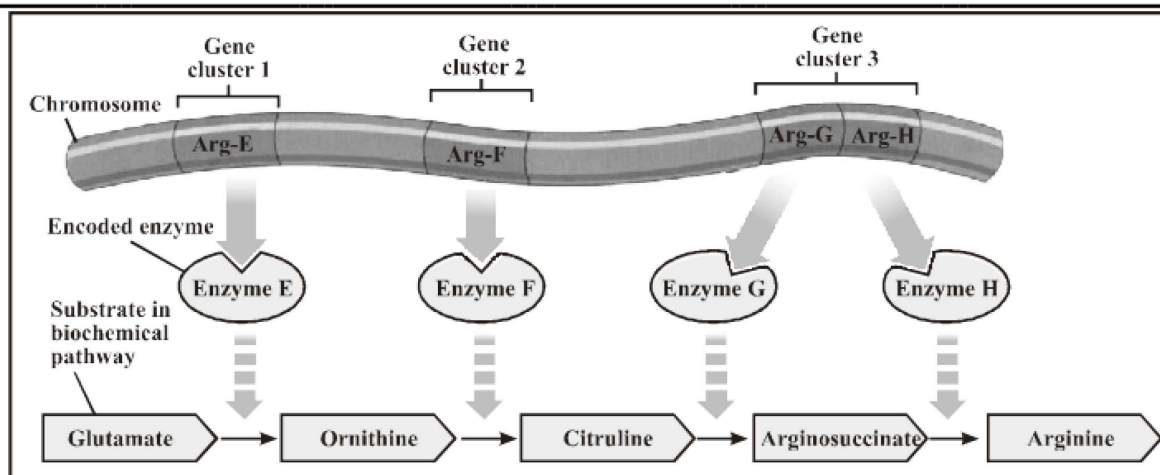 Gene
cluster 1
Gene
cluster 2
Gene
cluster 3
Chromosome
Arg-E
Arg-F
Arg-G
Arg-H
Encoded enzyme
Enzyme E
Enzyme F
Enzyme G
Enzyme H
Substrate in
biochemical
pathway
Glutamate
Ornithine
Citruline
Arginosuccinate
Arginine